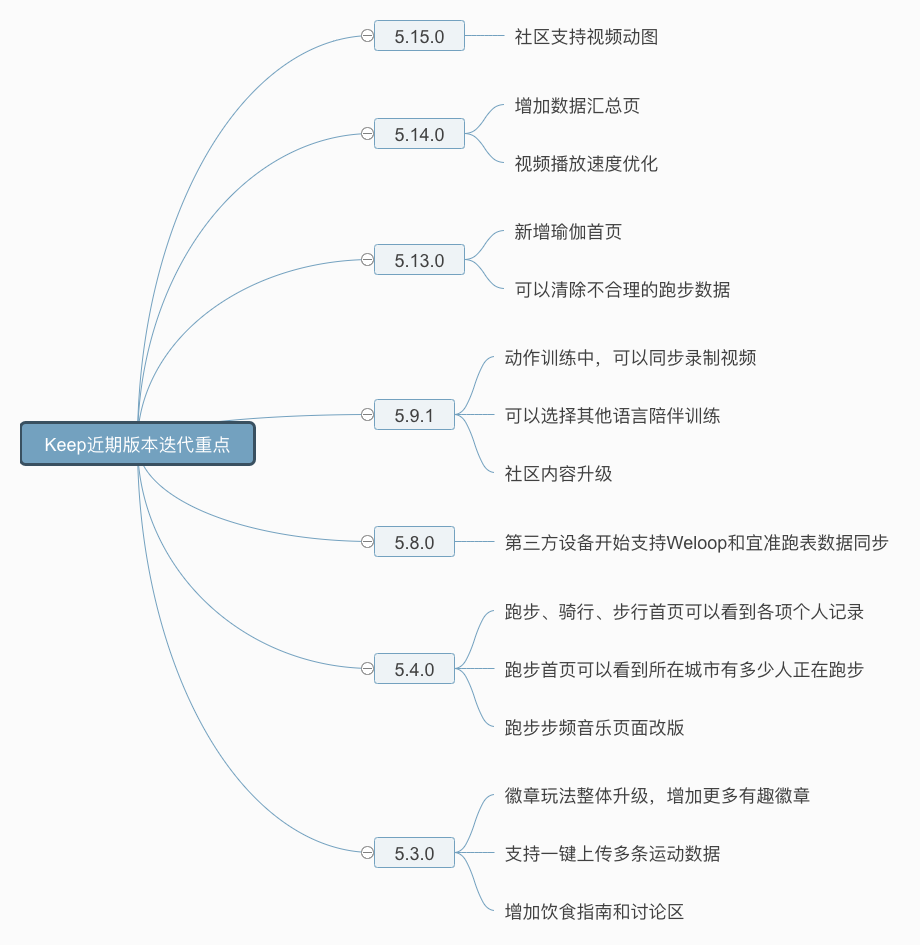 Keep近期版本迭代重点
5.15.0
社区支持视频动图
5.14.0
增加数据汇总页
视频播放速度优化
5.13.0
新增瑜伽首页
可以清除不合理的跑步数据
5.9.1
动作训练中，可以同步录制视频
可以选择其他语言陪伴训练
社区内容升级
5.8.0
第三方设备开始支持Weloop和宜准跑表数据同步
5.4.0
跑步、骑行、步行首页可以看到各项个人记录
跑步首页可以看到所在城市有多少人正在跑步
跑步步频音乐页面改版
5.3.0
徽章玩法整体升级，增加更多有趣徽章
支持一键上传多条运动数据
增加饮食指南和讨论区